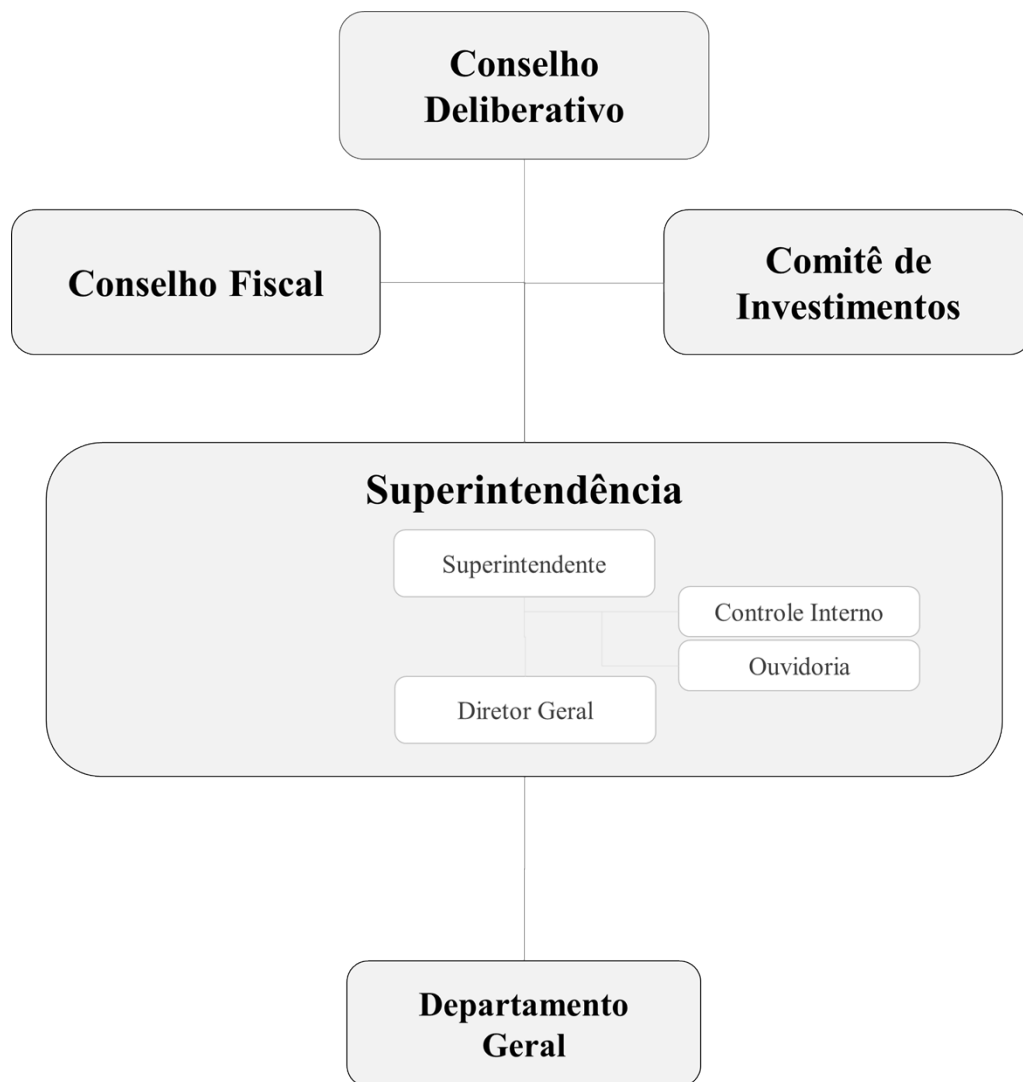 Conselho
Deliberativo
Conselho Fiscal
Comitê de
Investimentos
Superintendência
Superintendente
Controle Interno
Ouvidoria
Diretor Geral
Departamento
Geral